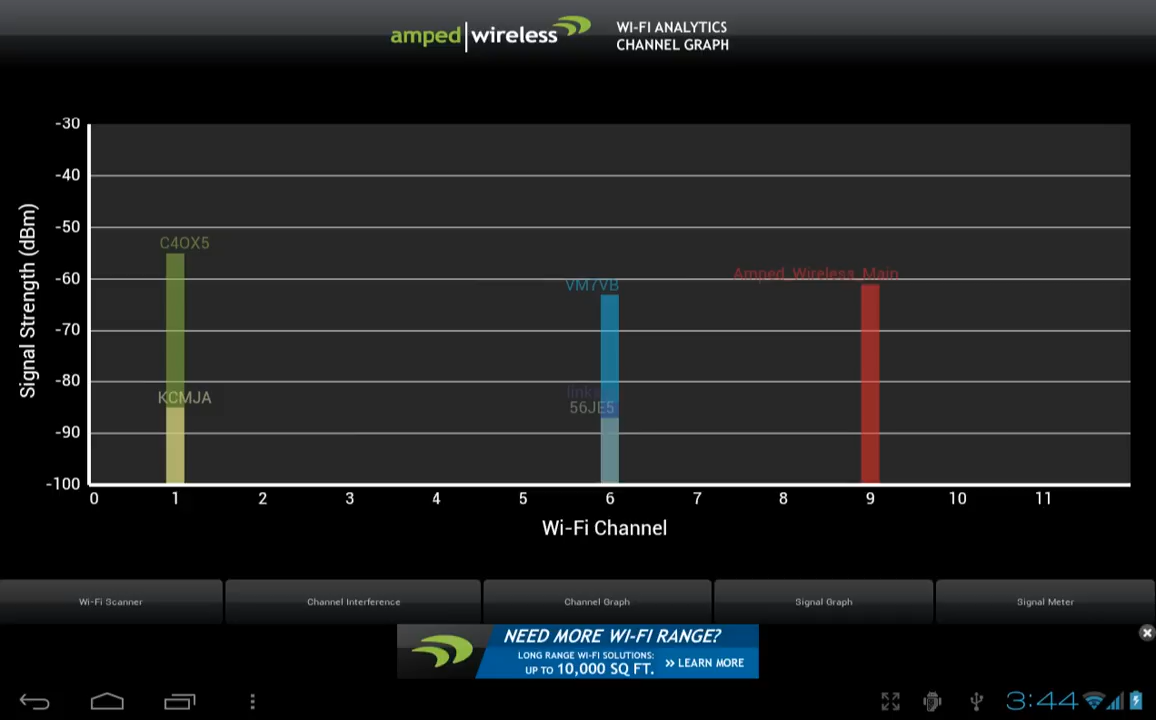 amped wireless
WI-FI ANALYTICS
CHANNEL GRAPH
-30
-40
-50
-60
-70
-80
-90
-100
Signal Strength (dBm)
C4OX5
KCMJA
VM7VB
56JE5
Amped_Wireless_Main
0 1 2 3 4 5 6 7 8 9 10 11
Wi-Fi Channel
Wi-Fi Scanner
Channel Interference
Channel Graph
Signal Graph
Signal Meter
NEED MORE WI-FI RANGE?
LONG RANGE WI-FI SOLUTIONS:
UP TO 10,000 SQ FT. >> LEARN MORE
3:44